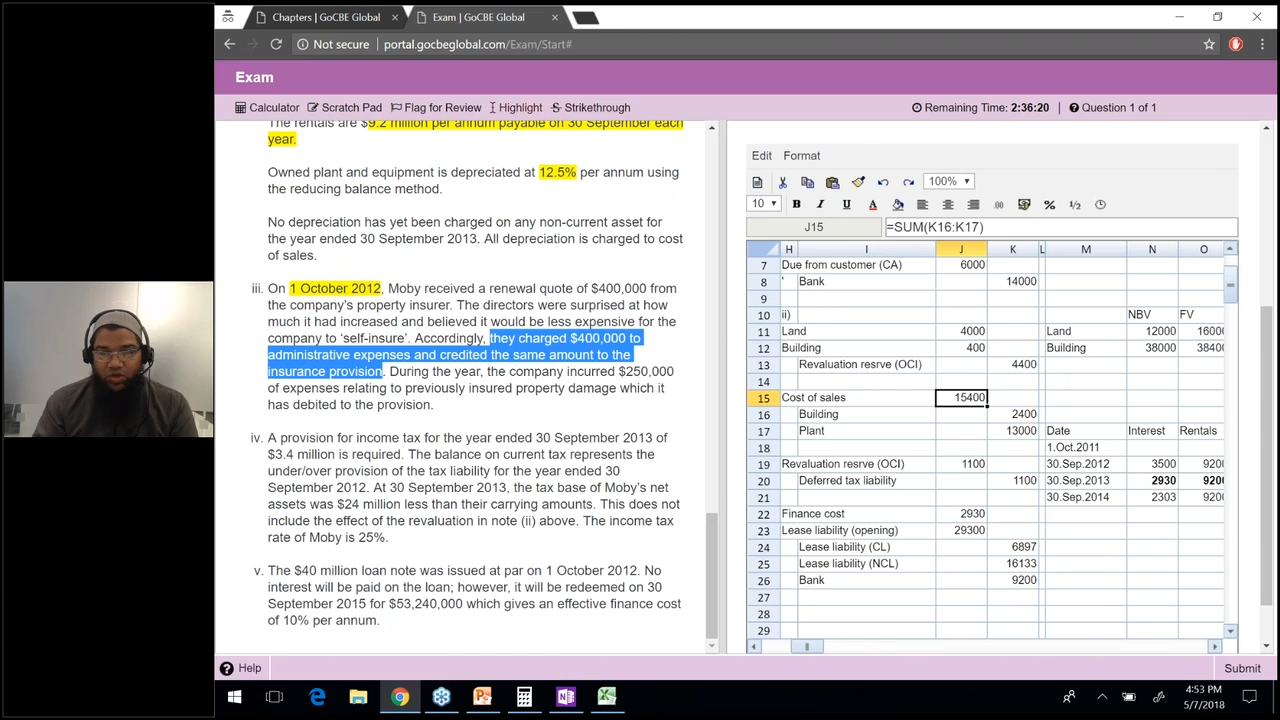 Chapters | GoCBE Global
Exam | GoCBE Global
Not secure
portal.gocbeglobal.com/Exam/Start#
Exam
Calculator
Scratch Pad
Flag for Review
Highlight
Strikethrough
Remaining Time: 2:36:20
Question 1 of 1
The rentals are $9.2 million per annum payable on 30 September each
year.
Owned plant and equipment is depreciated at 12.5% per annum using
the reducing balance method.
No depreciation has yet been charged on any non-current asset for
the year ended 30 September 2013. All depreciation is charged to cost
of sales.
iii. On 1 October 2012, Moby received a renewal quote of $400,000 from
the company's property insurer. The directors were surprised at how
much it had increased and believed it would be less expensive for the
company to 'self-insure'. Accordingly, they charged $400,000 to
administrative expenses and credited the same amount to the
insurance provision. During the year, the company incurred $250,000
of expenses relating to previously insured property damage which it
has debited to the provision.
iv. A provision for income tax for the year ended 30 September 2013 of
$3.4 million is required. The balance on current tax represents the
under/over provision of the tax liability for the year ended 30
September 2012. At 30 September 2013, the tax base of Moby's net
assets was $24 million less than their carrying amounts. This does not
include the effect of the revaluation in note (ii) above. The income tax
rate of Moby is 25%.
v. The $40 million loan note was issued at par on 1 October 2012. No
interest will be paid on the loan; however, it will be redeemed on 30
September 2015 for $53,240,000 which gives an effective finance cost
of 10% per annum.
Edit Format
100%
10 B I U A .00 % 1/2
J15 =SUM(K16:K17)
H I J K L M N O
7 Due from customer (CA) 6000
8 ' Bank 14000
9
10 ii) NBV FV
11 Land 4000 Land 12000 16000
12 Building 400 Building 38000 38400
13 Revaluation resrve (OCI) 4400
14
15 Cost of sales 15400
16 Building 2400
17 Plant 13000 Date Interest Rentals
18 1.Oct.2011
19 Revaluation resrve (OCI) 1100 30.Sep.2012 3500 9200
20 Deferred tax liability 1100 30.Sep.2013 2930 9200
21 30.Sep.2014 2303 9200
22 Finance cost 2930
23 Lease liability (opening) 29300
24 Lease liability (CL) 6897
25 Lease liability (NCL) 16133
26 Bank 9200
27
28
29
Help
Submit
4:53 PM
5/7/2018